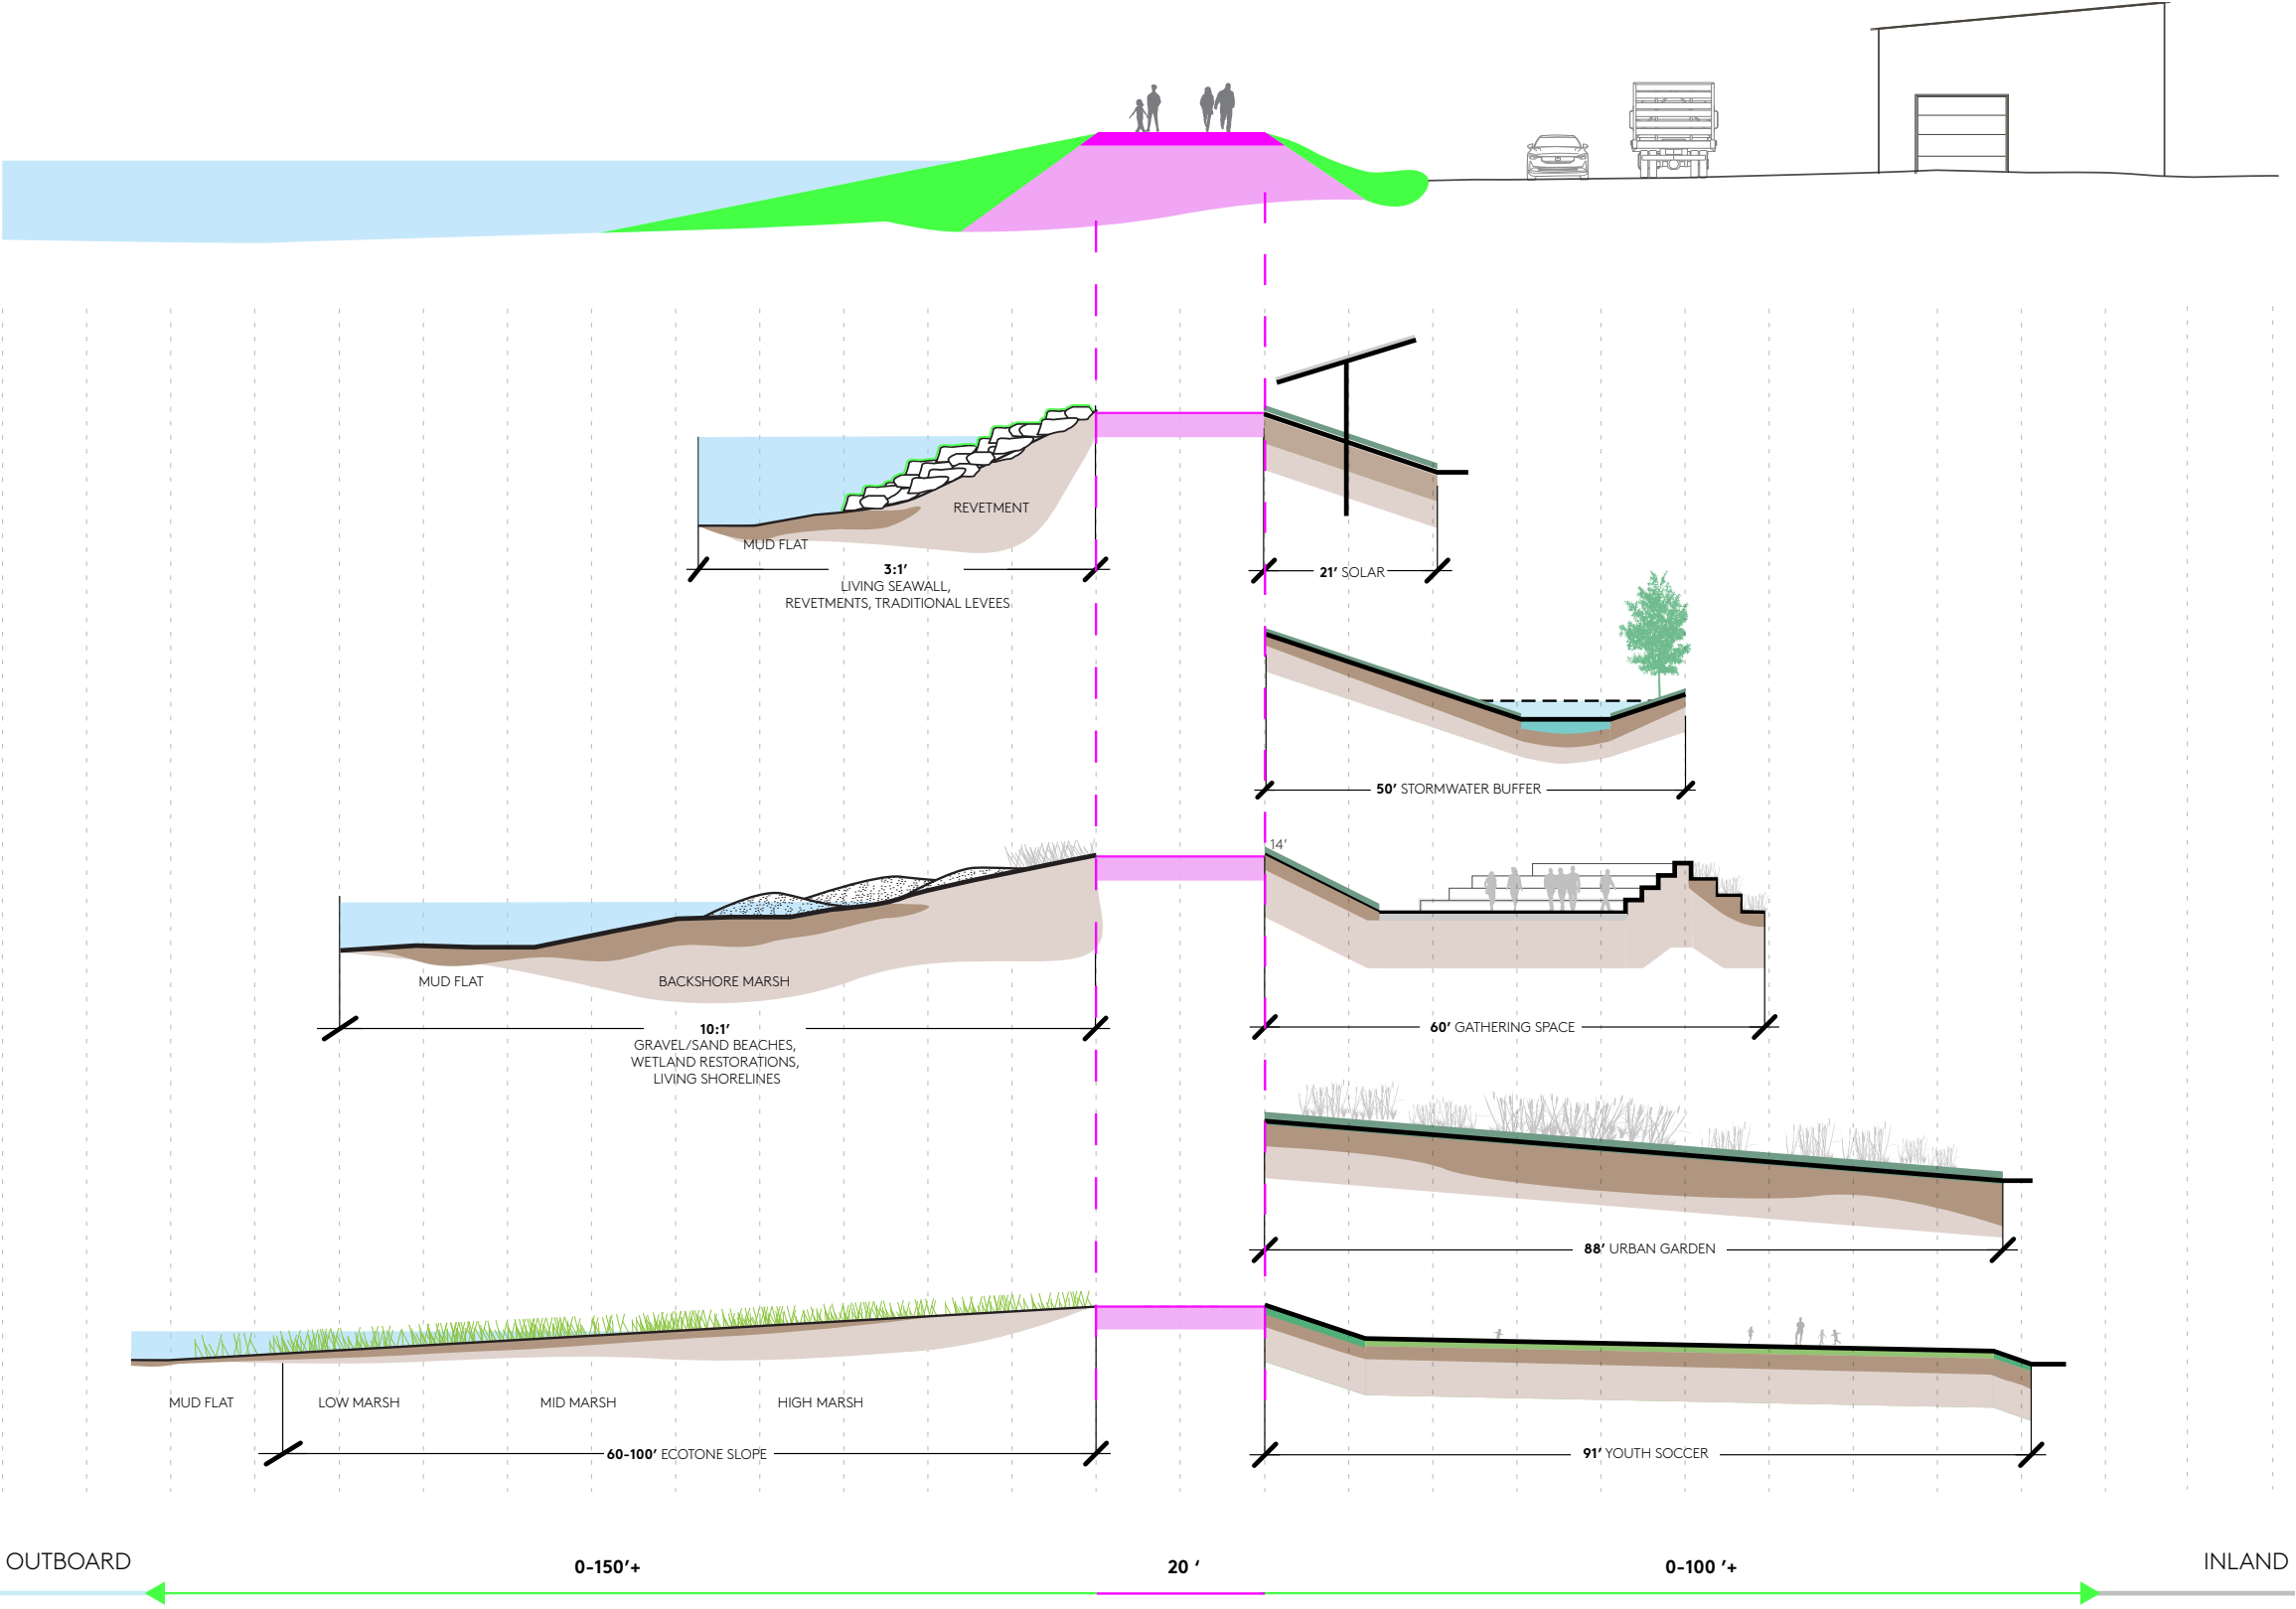 REVETMENT
MUD FLAT
3:1′
LIVING SEAWALL,
REVETMENTS, TRADITIONAL LEVEES
21′ SOLAR
50′ STORMWATER BUFFER
14′
MUD FLAT
BACKSHORE MARSH
10:1′
GRAVEL/SAND BEACHES,
WETLAND RESTORATIONS,
LIVING SHORELINES
60′ GATHERING SPACE
88′ URBAN GARDEN
MUD FLAT
LOW MARSH
MID MARSH
HIGH MARSH
60-100′ ECOTONE SLOPE
91′ YOUTH SOCCER
OUTBOARD
0-150′+
20 ‘
0-100 ′+
INLAND